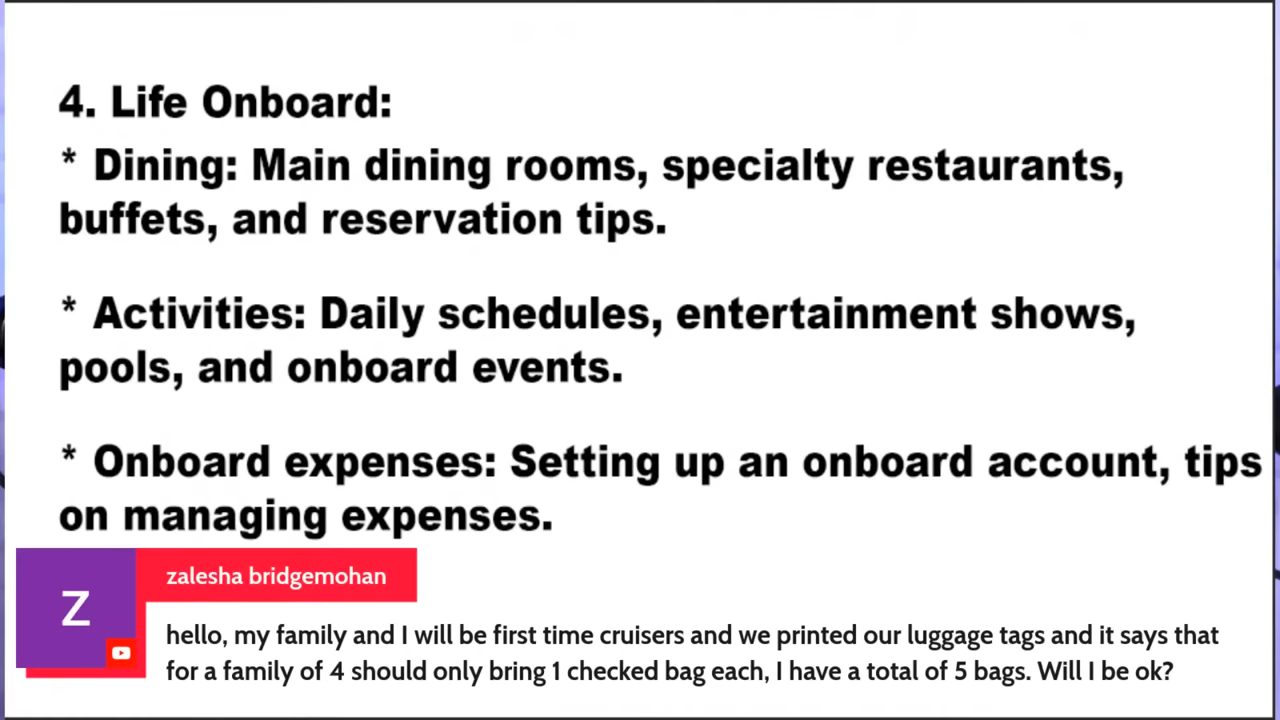 4. Life Onboard:
* Dining: Main dining rooms, specialty restaurants,
buffets, and reservation tips.
* Activities: Daily schedules, entertainment shows,
pools, and onboard events.
* Onboard expenses: Setting up an onboard account, tips
on managing expenses.
Z
zalesha bridgemohan
hello, my family and I will be first time cruisers and we printed our luggage tags and it says that
for a family of 4 should only bring 1 checked bag each, I have a total of 5 bags. Will I be ok?